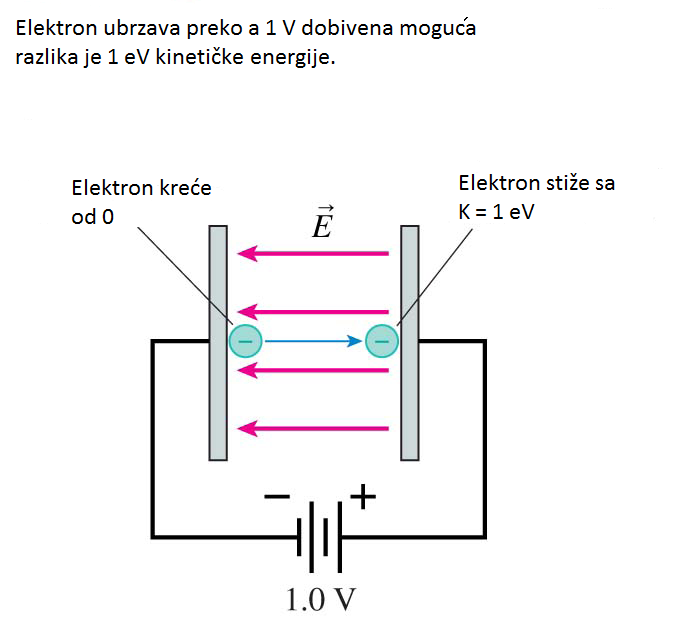 Elektron ubrzava preko a 1 V dobivena moguća
razlika je 1 eV kinetičke energije.
Elektron kreće
od 0
E⃗
Elektron stiže sa
K = 1 eV
−
−
− +
1.0 V